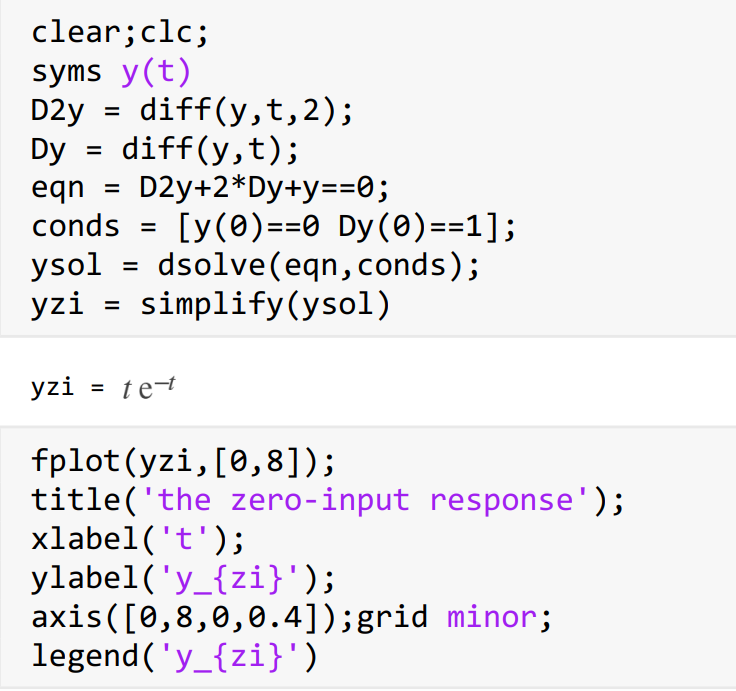 clear;clc;
syms y(t)
D2y = diff(y,t,2);
Dy = diff(y,t);
eqn = D2y+2*Dy+y==0;
conds = [y(0)==0 Dy(0)==1];
ysol = dsolve(eqn,conds);
yzi = simplify(ysol)
yzi = t e^{-t}
fplot(yzi,[0,8]);
title('the zero-input response');
xlabel('t');
ylabel('y_{zi}');
axis([0,8,0,0.4]);grid minor;
legend('y_{zi}')